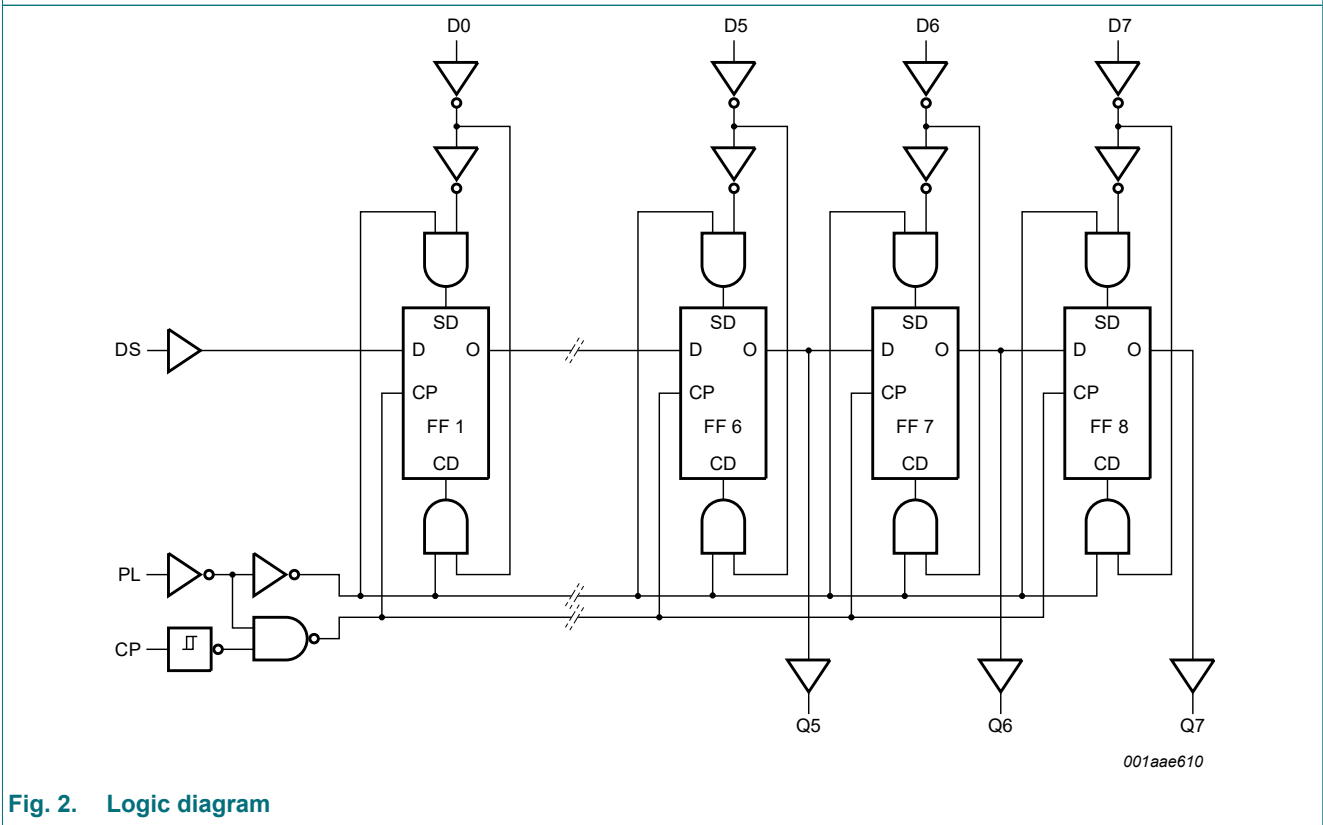 D0 D5 D6 D7
SD SD SD SD
DS D O D O D O D O
CP CP CP CP
FF 1 FF 6 FF 7 FF 8
CD CD CD CD
PL
CP
Q5 Q6 Q7
001aae610
Fig. 2. Logic diagram